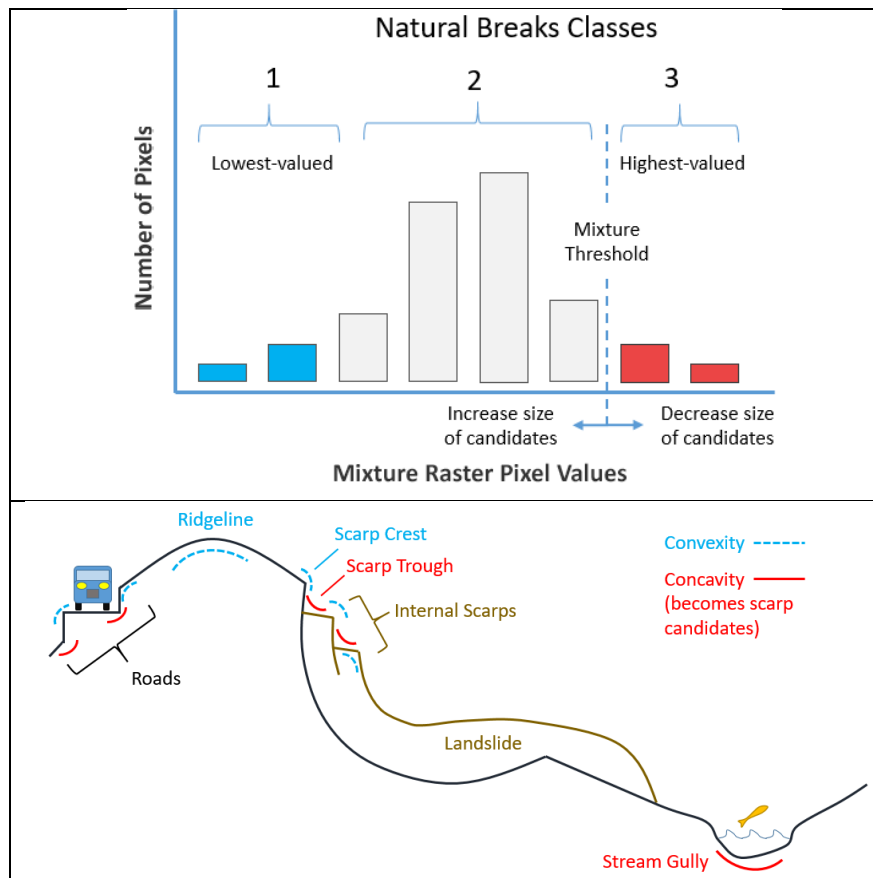 Natural Breaks Classes
1
2
3
Lowest-valued
Highest-valued
Number of Pixels
Mixture
Threshold
Increase size
of candidates
Decrease size
of candidates
Mixture Raster Pixel Values
Ridgeline
Scarp Crest
Scarp Trough
Internal Scarps
Convexity
Concavity
(becomes scarp
candidates)
Roads
Landslide
Stream Gully